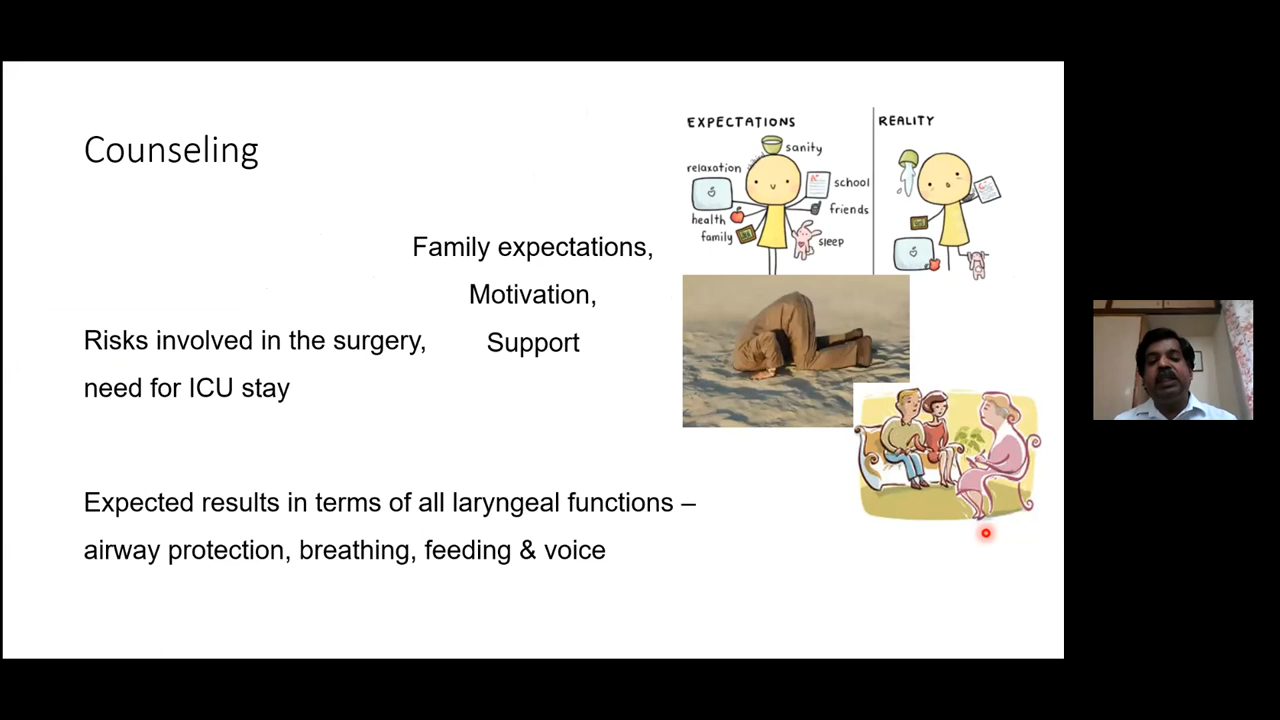 Counseling
Family expectations,
Motivation,
Support
Risks involved in the surgery,
need for ICU stay
Expected results in terms of all laryngeal functions –
airway protection, breathing, feeding & voice
EXPECTATIONS
sanity
relaxation
school
friends
health
family
sleep
REALITY